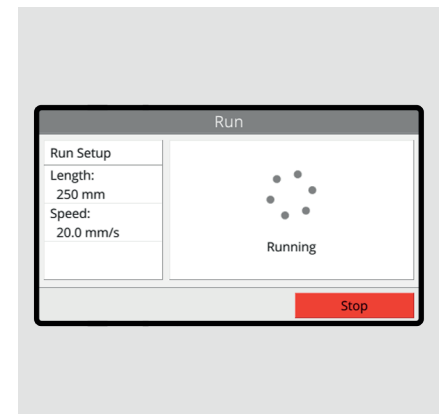 Run
Run Setup
Length:
250 mm
Speed:
20.0 mm/s
Running
Stop